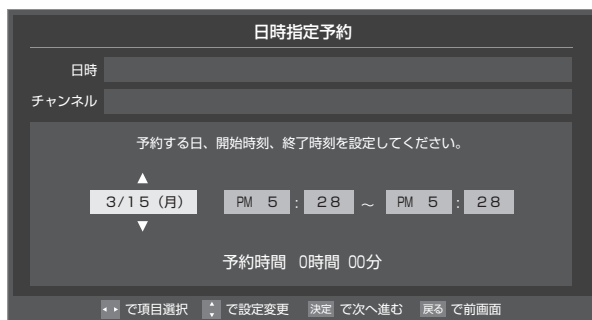 日時指定予約
日時
チャンネル
予約する日、開始時刻、終了時刻を設定してください。
3/15（月） PM 5 : 28 ～ PM 5 : 28
予約時間 0時間 00分
で項目選択 で設定変更 決定 で次へ進む 戻る で前画面